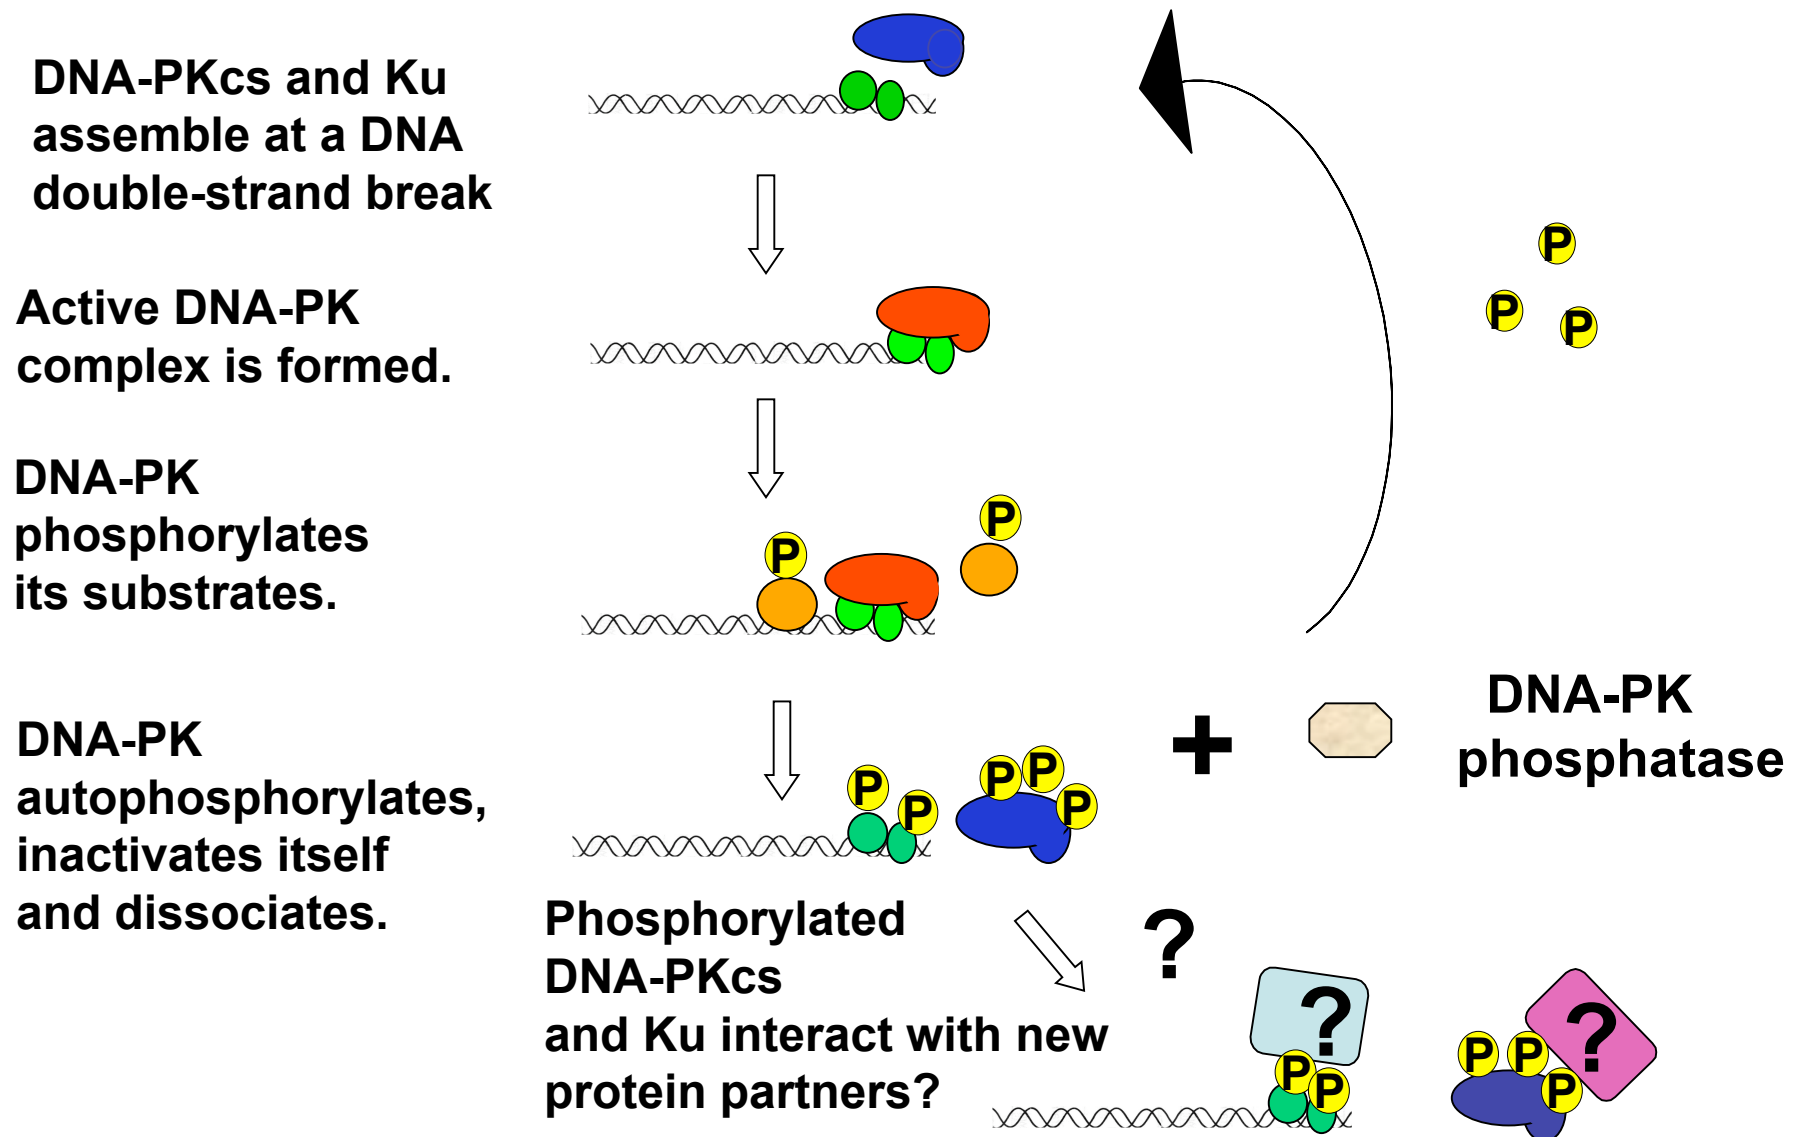 DNA-PKcs and Ku
assemble at a DNA
double-strand break
Active DNA-PK
complex is formed.
P
P
P
DNA-PK
phosphorylates
its substrates.
P
P
DNA-PK
phosphatase
+
DNA-PK
autophosphorylates,
inactivates itself
and dissociates.
P
P
P
P
P
Phosphorylated
DNA-PKcs
and Ku interact with new
protein partners?
?
?
?
P
P
P
P
P